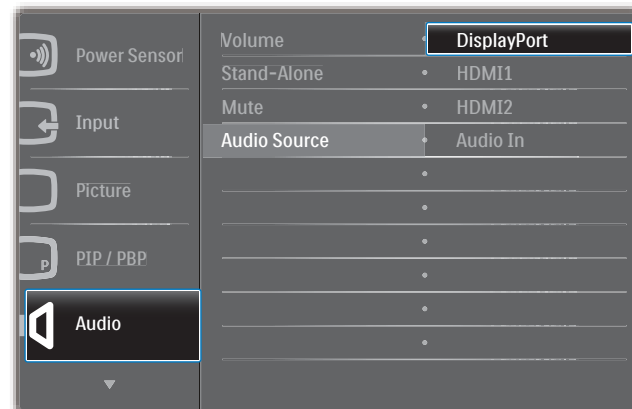 Power Sensor
Input
Picture
P
PIP / PBP
Audio
Volume
Stand-Alone
Mute
Audio Source
DisplayPort
HDMI1
HDMI2
Audio In